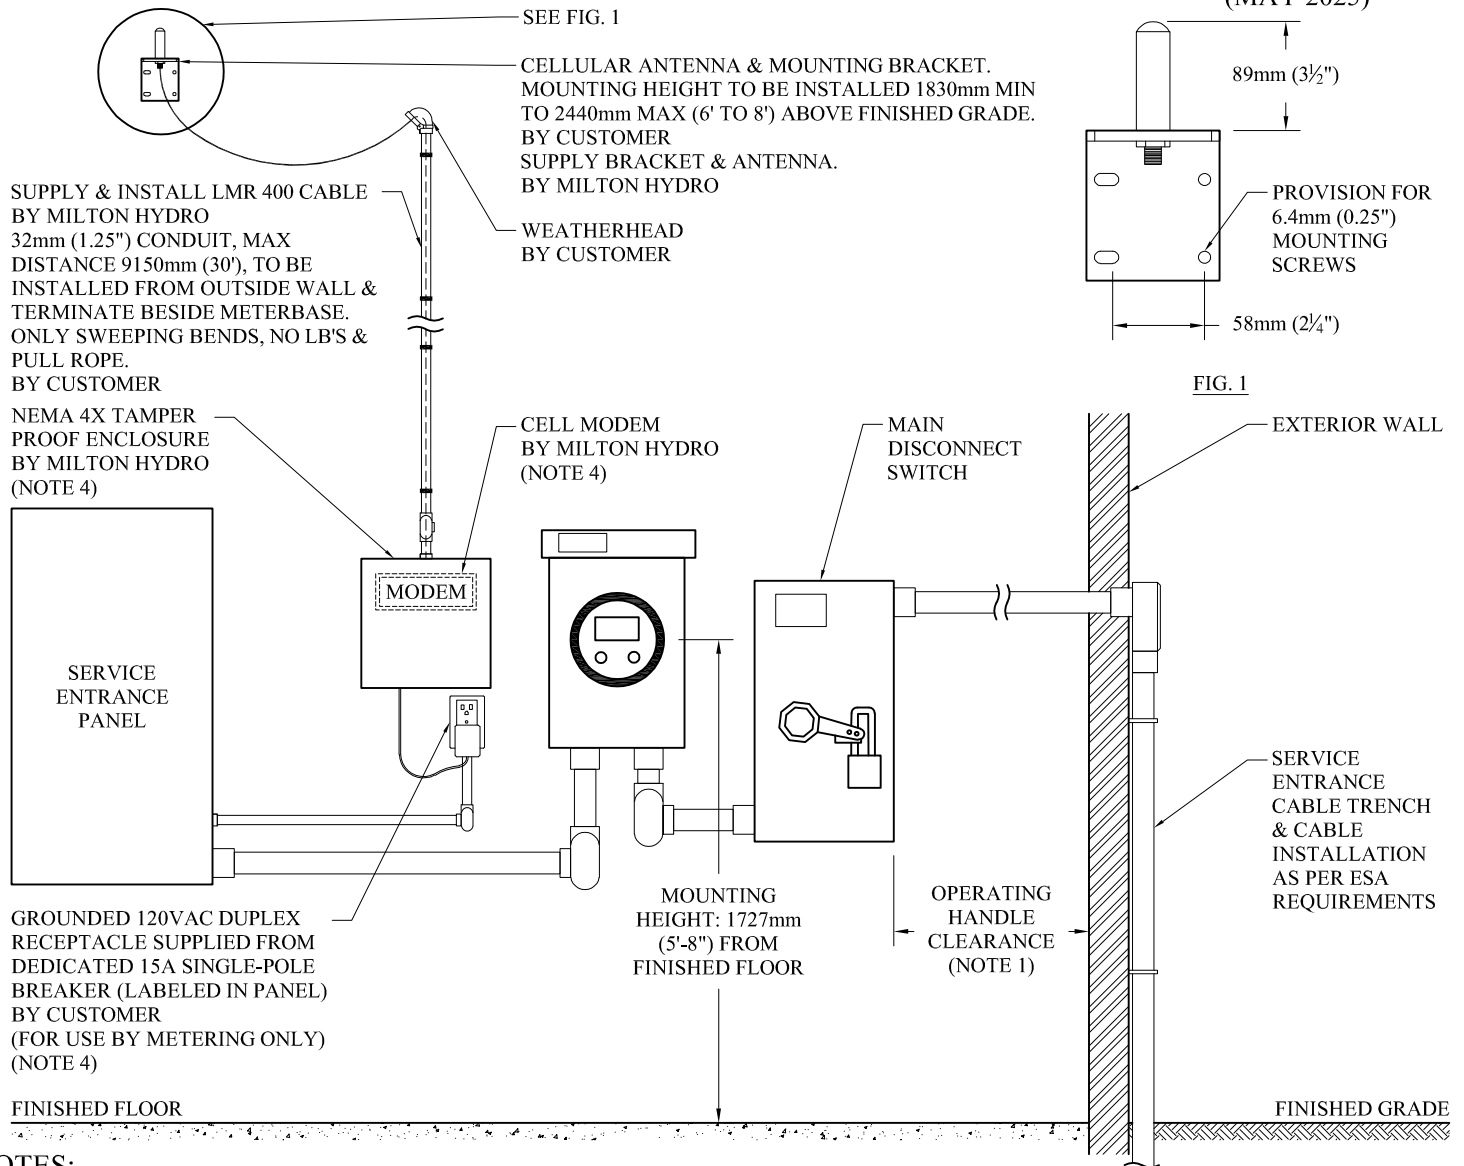 (MAY 2025)
SEE FIG. 1
CELLULAR ANTENNA & MOUNTING BRACKET.
MOUNTING HEIGHT TO BE INSTALLED 1830mm MIN
TO 2440mm MAX (6' TO 8') ABOVE FINISHED GRADE.
BY CUSTOMER
SUPPLY BRACKET & ANTENNA.
BY MILTON HYDRO
89mm (3½")
SUPPLY & INSTALL LMR 400 CABLE
BY MILTON HYDRO
32mm (1.25") CONDUIT, MAX
DISTANCE 9150mm (30'), TO BE
INSTALLED FROM OUTSIDE WALL &
TERMINATE BESIDE METERBASE.
ONLY SWEEPING BENDS, NO LB'S &
PULL ROPE.
BY CUSTOMER
WEATHERHEAD
BY CUSTOMER
PROVISION FOR
6.4mm (0.25")
MOUNTING
SCREWS
58mm (2¼")
FIG. 1
NEMA 4X TAMPER
PROOF ENCLOSURE
BY MILTON HYDRO
(NOTE 4)
CELL MODEM
BY MILTON HYDRO
(NOTE 4)
MAIN
DISCONNECT
SWITCH
EXTERIOR WALL
MODEM
SERVICE
ENTRANCE
PANEL
SERVICE
ENTRANCE
CABLE TRENCH
& CABLE
INSTALLATION
AS PER ESA
REQUIREMENTS
MOUNTING
HEIGHT: 1727mm
(5'-8") FROM
FINISHED FLOOR
OPERATING
HANDLE
CLEARANCE
(NOTE 1)
GROUNDED 120VAC DUPLEX
RECEPTACLE SUPPLIED FROM
DEDICATED 15A SINGLE-POLE
BREAKER (LABELED IN PANEL)
BY CUSTOMER
(FOR USE BY METERING ONLY)
(NOTE 4)
FINISHED FLOOR
FINISHED GRADE
NOTES: